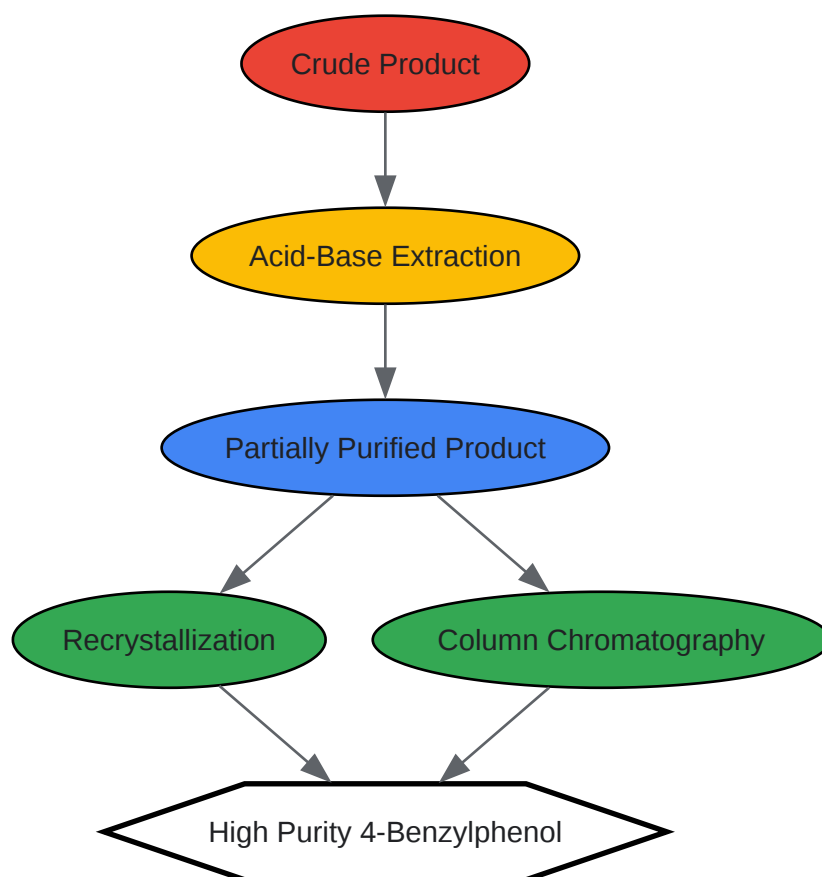 Crude Product
Acid-Base Extraction
Partially Purified Product
Recrystallization
Column Chromatography
High Purity 4-Benzylphenol